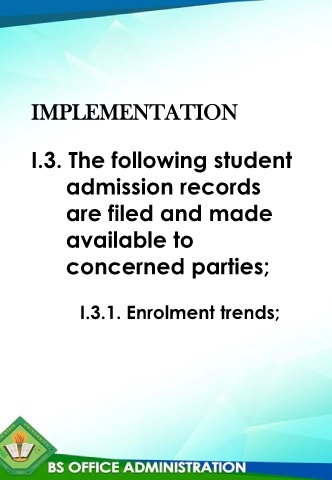 IMPLEMENTATION
I.3. The following student
admission records
are filed and made
available to
concerned parties;
I.3.1. Enrolment trends;
BS OFFICE ADMINISTRATION